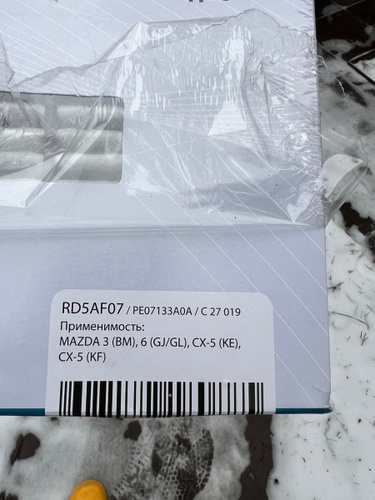 RD5AF07 / PE07133A0A / C 27 019
Применимость:
MAZDA 3 (BM), 6 (GJ/GL), CX-5 (KE),
CX-5 (KF)